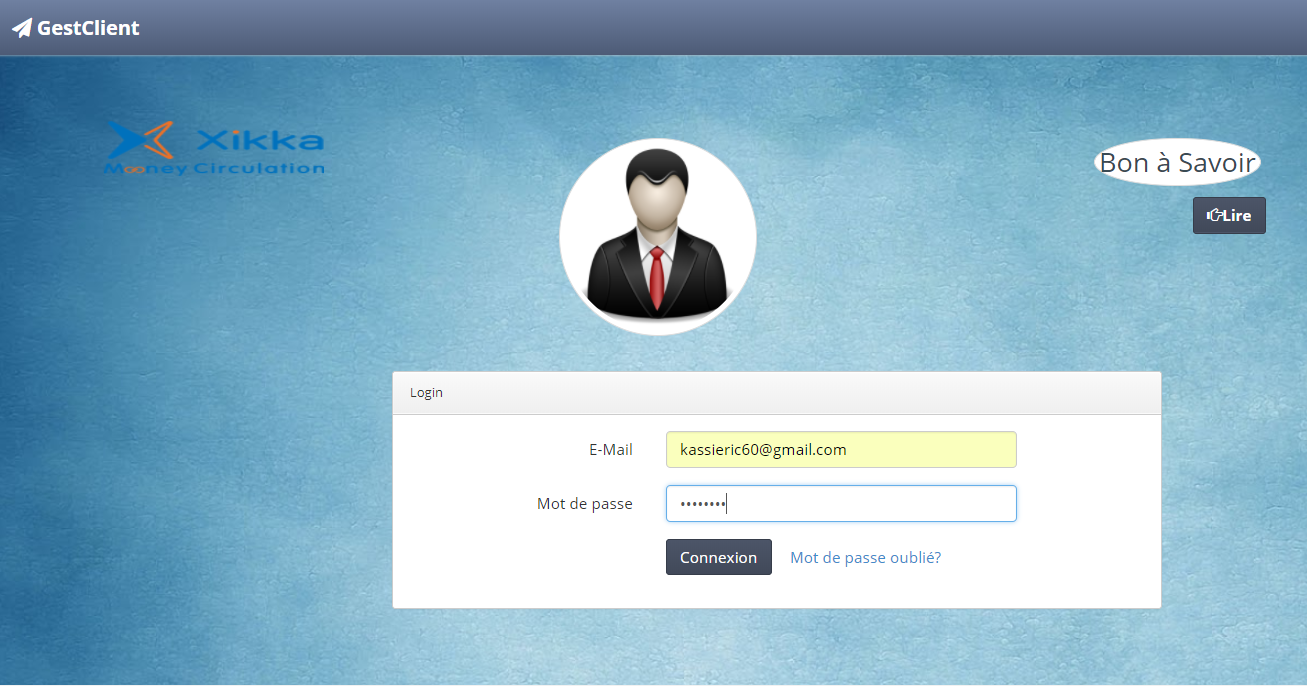 GestClient
Xikka
Mooney Circulation
Bon à Savoir
Lire
Login
E-Mail
kassieric60@gmail.com
Mot de passe
••••••••
Connexion
Mot de passe oublié?